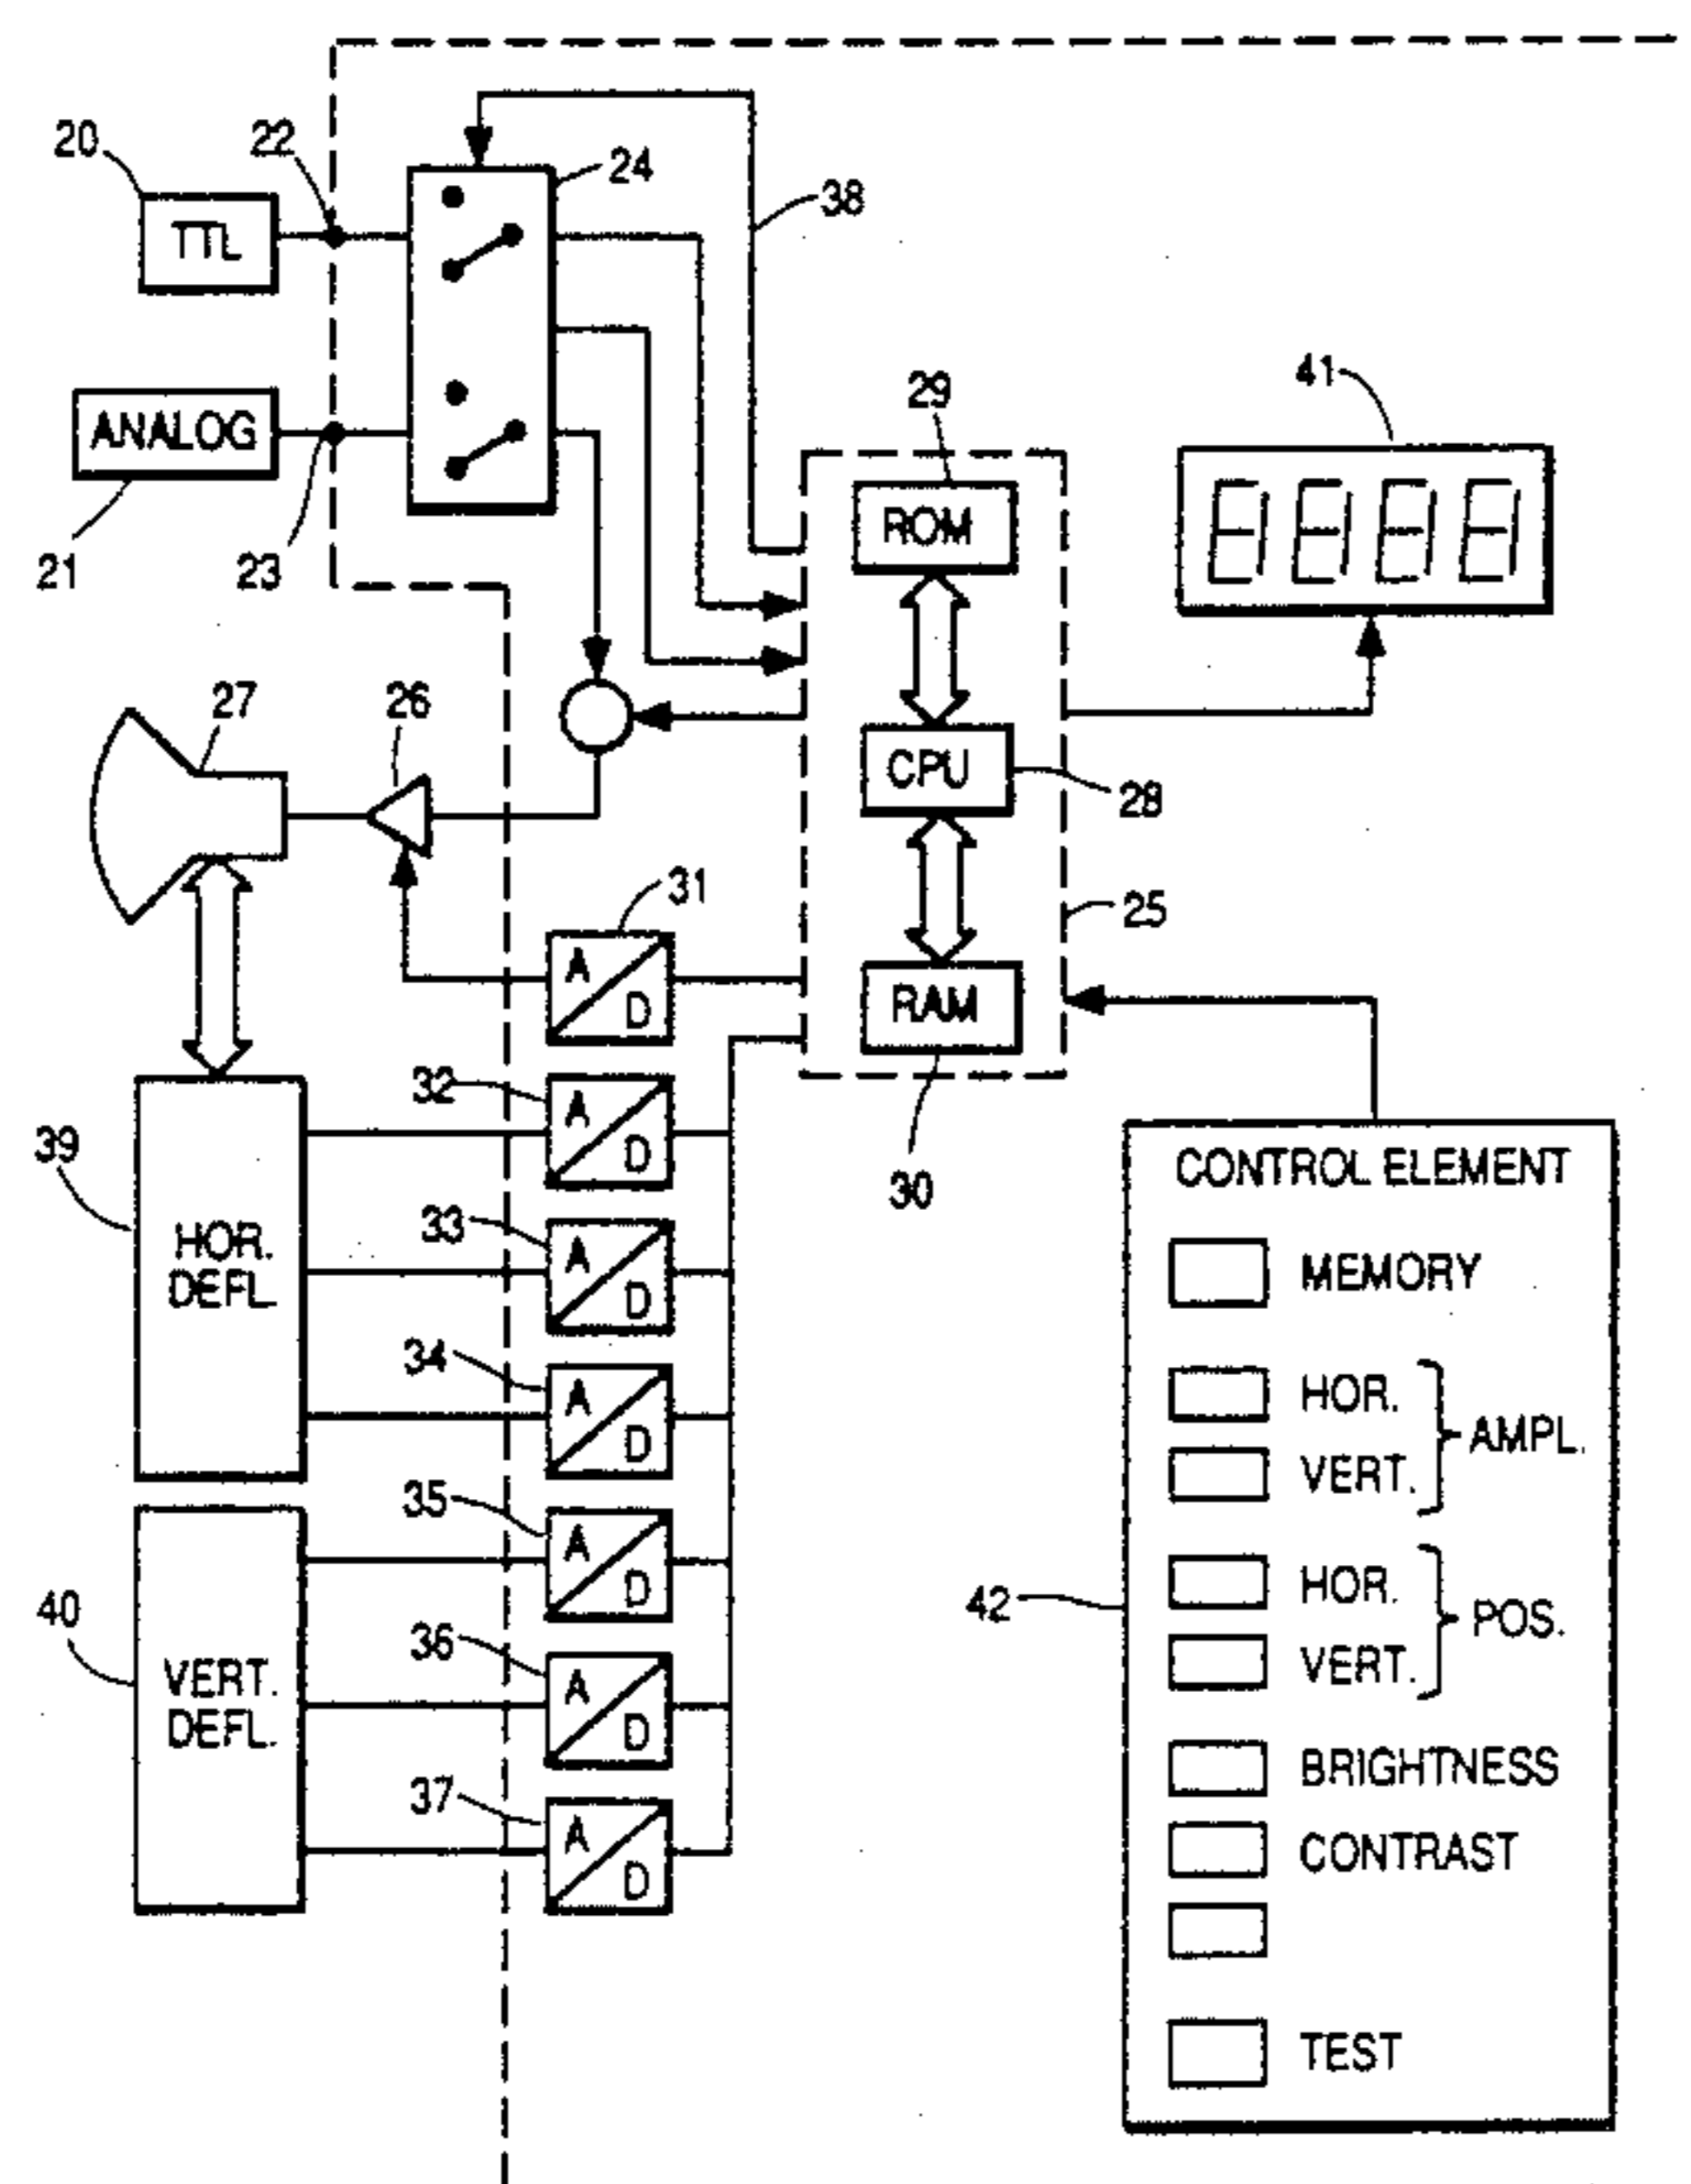 20
22
24
38
TTL
ANALOG
21
23
29
41
ROM
27
26
CPU
28
31
25
A
D
RAM
32
A
D
30
39
33
A
D
HOR.
DEFL.
34
A
D
35
A
D
40
36
A
D
VERT.
DEFL.
37
A
D
CONTROL ELEMENT
MEMORY
HOR.
VERT.
AMPL.
42
HOR.
VERT.
POS.
BRIGHTNESS
CONTRAST
TEST